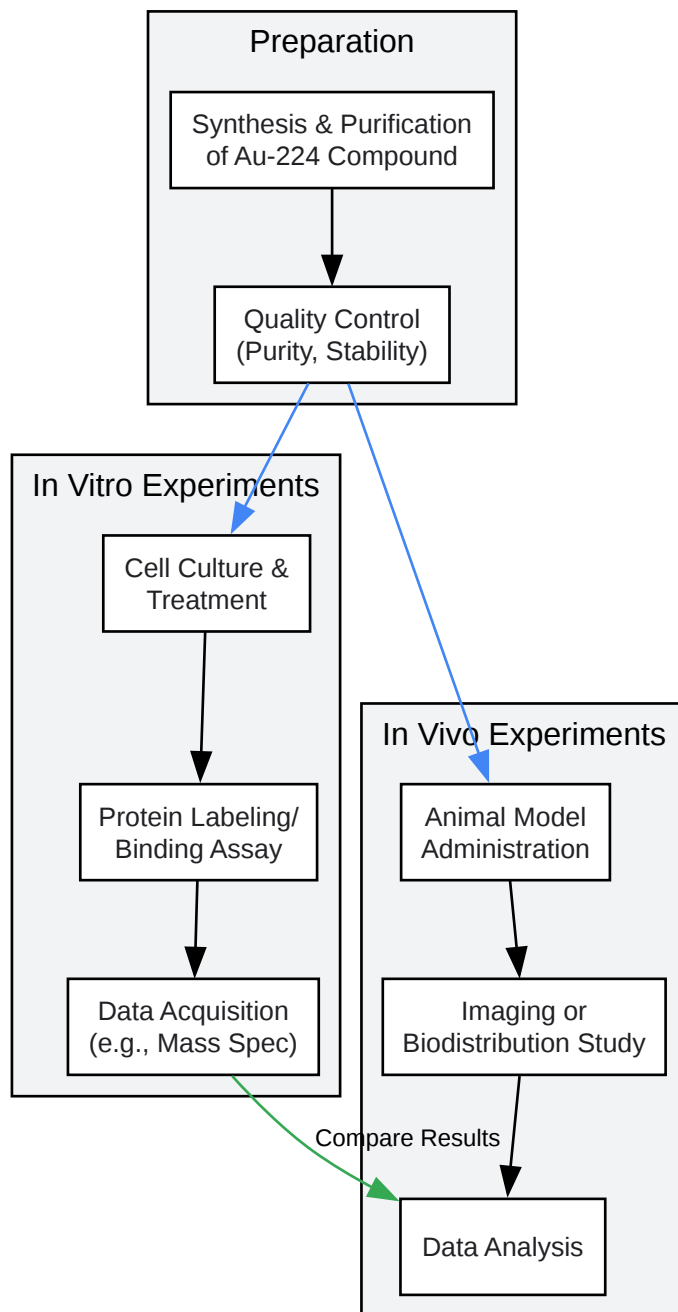 Preparation
Synthesis & Purification
of Au-224 Compound
Quality Control
(Purity, Stability)
In Vitro Experiments
Cell Culture &
Treatment
Protein Labeling/
Binding Assay
Data Acquisition
(e.g., Mass Spec)
In Vivo Experiments
Animal Model
Administration
Imaging or
Biodistribution Study
Compare Results
Data Analysis